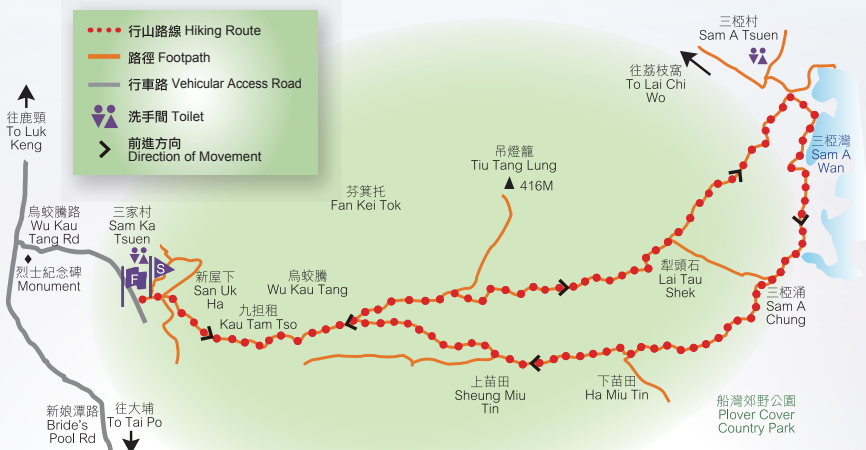 行山路線 Hiking Route
路徑 Footpath
行車路 Vehicular Access Road
洗手間 Toilet
前進方向
Direction of Movement
三椏村
Sam A Tsuen
往荔枝窩
To Lai Chi
Wo
往鹿頸
To Luk
Keng
三椏灣
Sam A
Wan
吊燈籠
Tiu Tang Lung
416M
芬箕托
Fan Kei Tok
烏蛟騰路
Wu Kau
Tang Rd
三家村
Sam Ka
Tsuen
烈士紀念碑
Monument
F
S
新屋下
San Uk
Ha
烏蛟騰
Wu Kau Tang
九担租
Kau Tam Tso
犁頭石
Lai Tau
Shek
三椏涌
Sam A
Chung
上苗田
Sheung Miu
Tin
下苗田
Ha Miu Tin
新娘潭路
Bride's
Pool Rd
往大埔
To Tai Po
船灣郊野公園
Plover Cover
Country Park